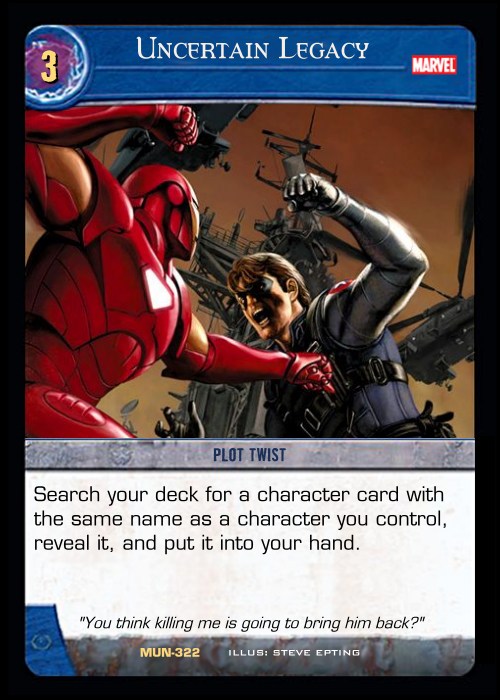 3
Uncertain Legacy
MARVEL
PLOT TWIST
Search your deck for a character card with
the same name as a character you control,
reveal it, and put it into your hand.
"You think killing me is going to bring him back?"
MUN-322 ILLUS: STEVE EPTING